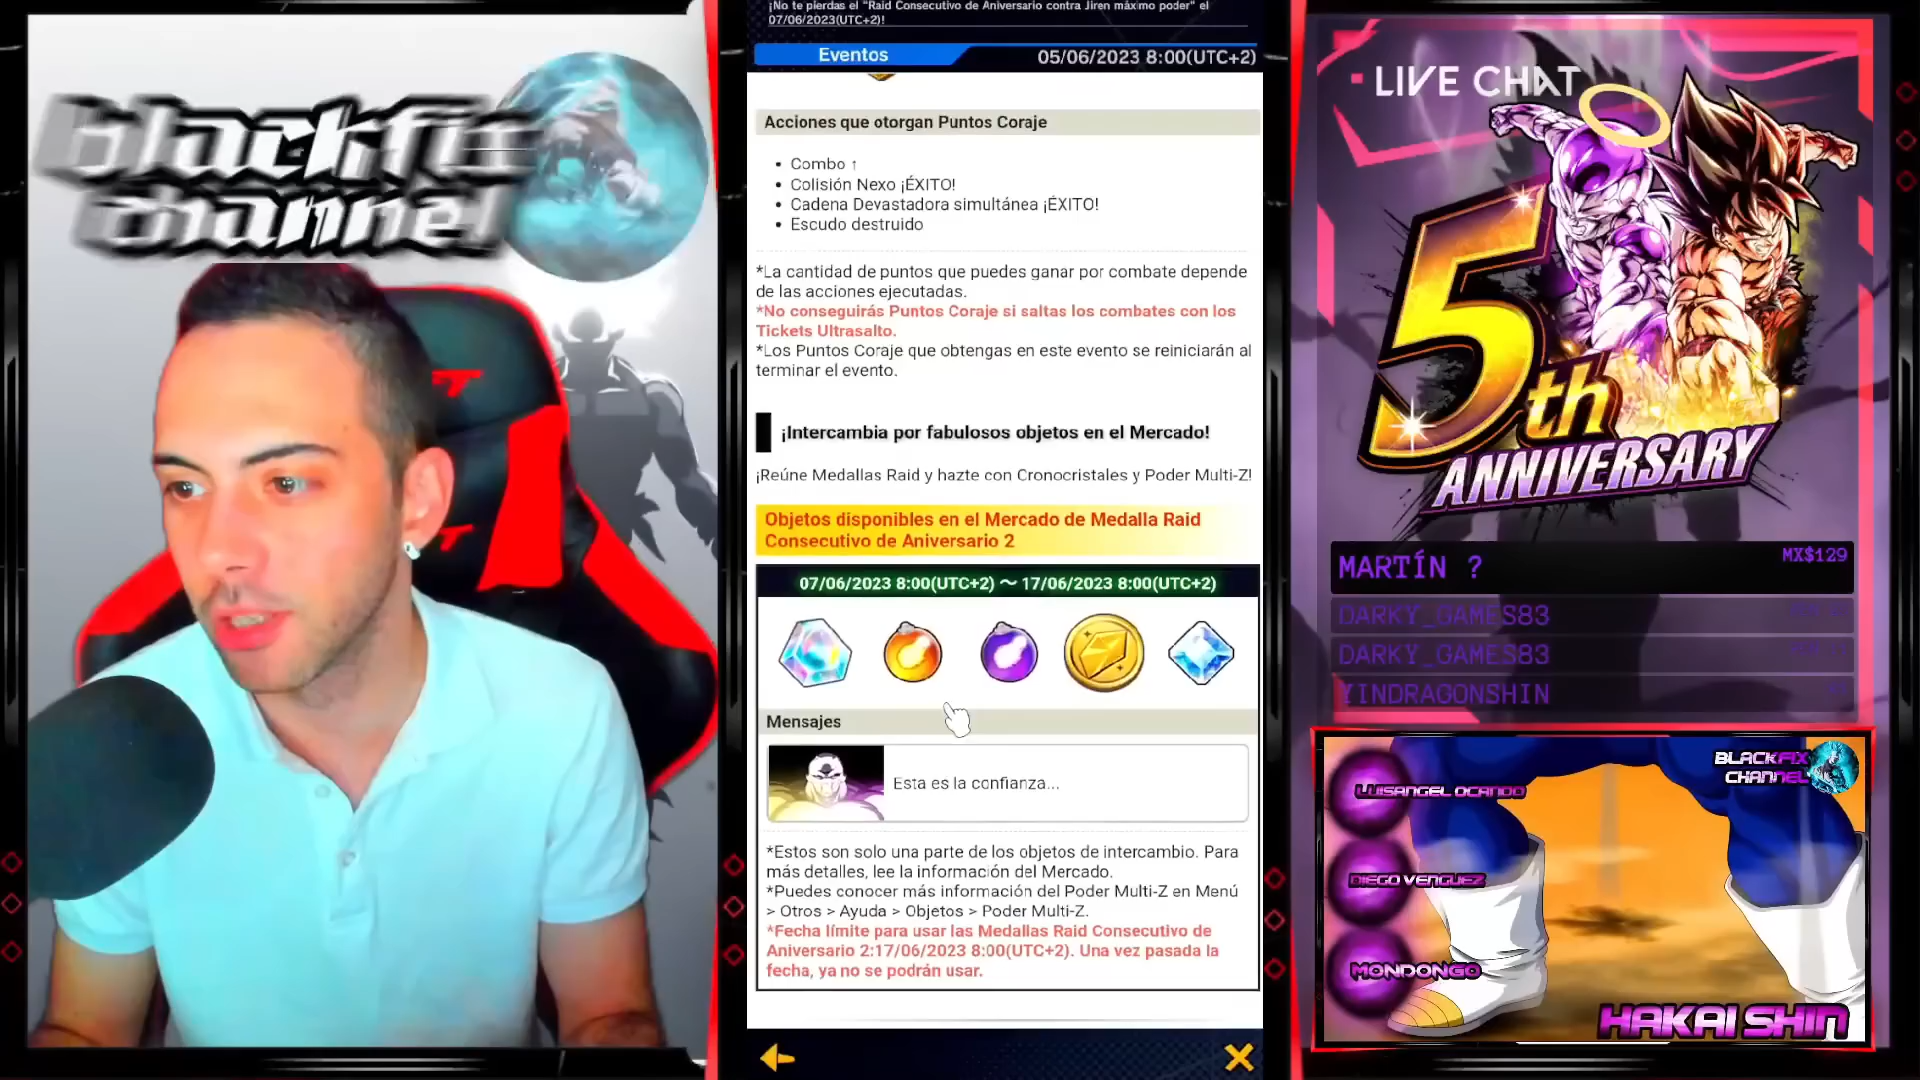 blackfix
channel
¡No te pierdas el "Raid Consecutivo de Aniversario contra Jiren máximo poder" el
07/06/2023(UTC+2)!
Eventos
05/06/2023 8:00(UTC+2)
Acciones que otorgan Puntos Coraje
• Combo ↑
• Colisión Nexo ¡ÉXITO!
• Cadena Devastadora simultánea ¡ÉXITO!
• Escudo destruido
*La cantidad de puntos que puedes ganar por combate depende
de las acciones ejecutadas.
*No conseguirás Puntos Coraje si saltas los combates con los
Tickets Ultrasalto.
*Los Puntos Coraje que obtengas en este evento se reiniciarán al
terminar el evento.
¡Intercambia por fabulosos objetos en el Mercado!
¡Reúne Medallas Raid y hazte con Cronocristales y Poder Multi-Z!
Objetos disponibles en el Mercado de Medalla Raid
Consecutivo de Aniversario 2
07/06/2023 8:00(UTC+2) ～ 17/06/2023 8:00(UTC+2)
Mensajes
Esta es la confianza...
*Estos son solo una parte de los objetos de intercambio. Para
más detalles, lee la información del Mercado.
*Puedes conocer más información del Poder Multi-Z en Menú
> Otros > Ayuda > Objetos > Poder Multi-Z.
*Fecha límite para usar las Medallas Raid Consecutivo de
Aniversario 2:17/06/2023 8:00(UTC+2). Una vez pasada la
fecha, ya no se podrán usar.
LIVE CHAT
5th
ANNIVERSARY
MARTÍN ?
MX$129
DARKY_GAMES83
DARKY_GAMES83
YINDRAGONSHIN
BLACKFIX
CHANNEL
LUISANGEL OCANDO
DIEGO VENGUEZ
MONDONGO
HAKAI SHIN